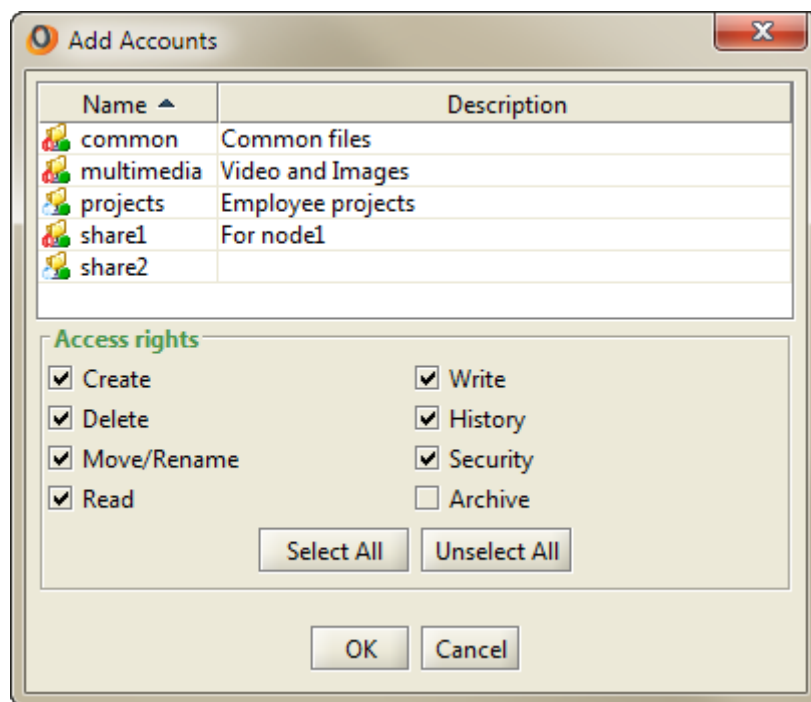 Add Accounts
Name Description
common Common files
multimedia Video and Images
projects Employee projects
share1 For node1
share2
Access rights
Create Write
Delete History
Move/Rename Security
Read Archive
Select All Unselect All
OK Cancel